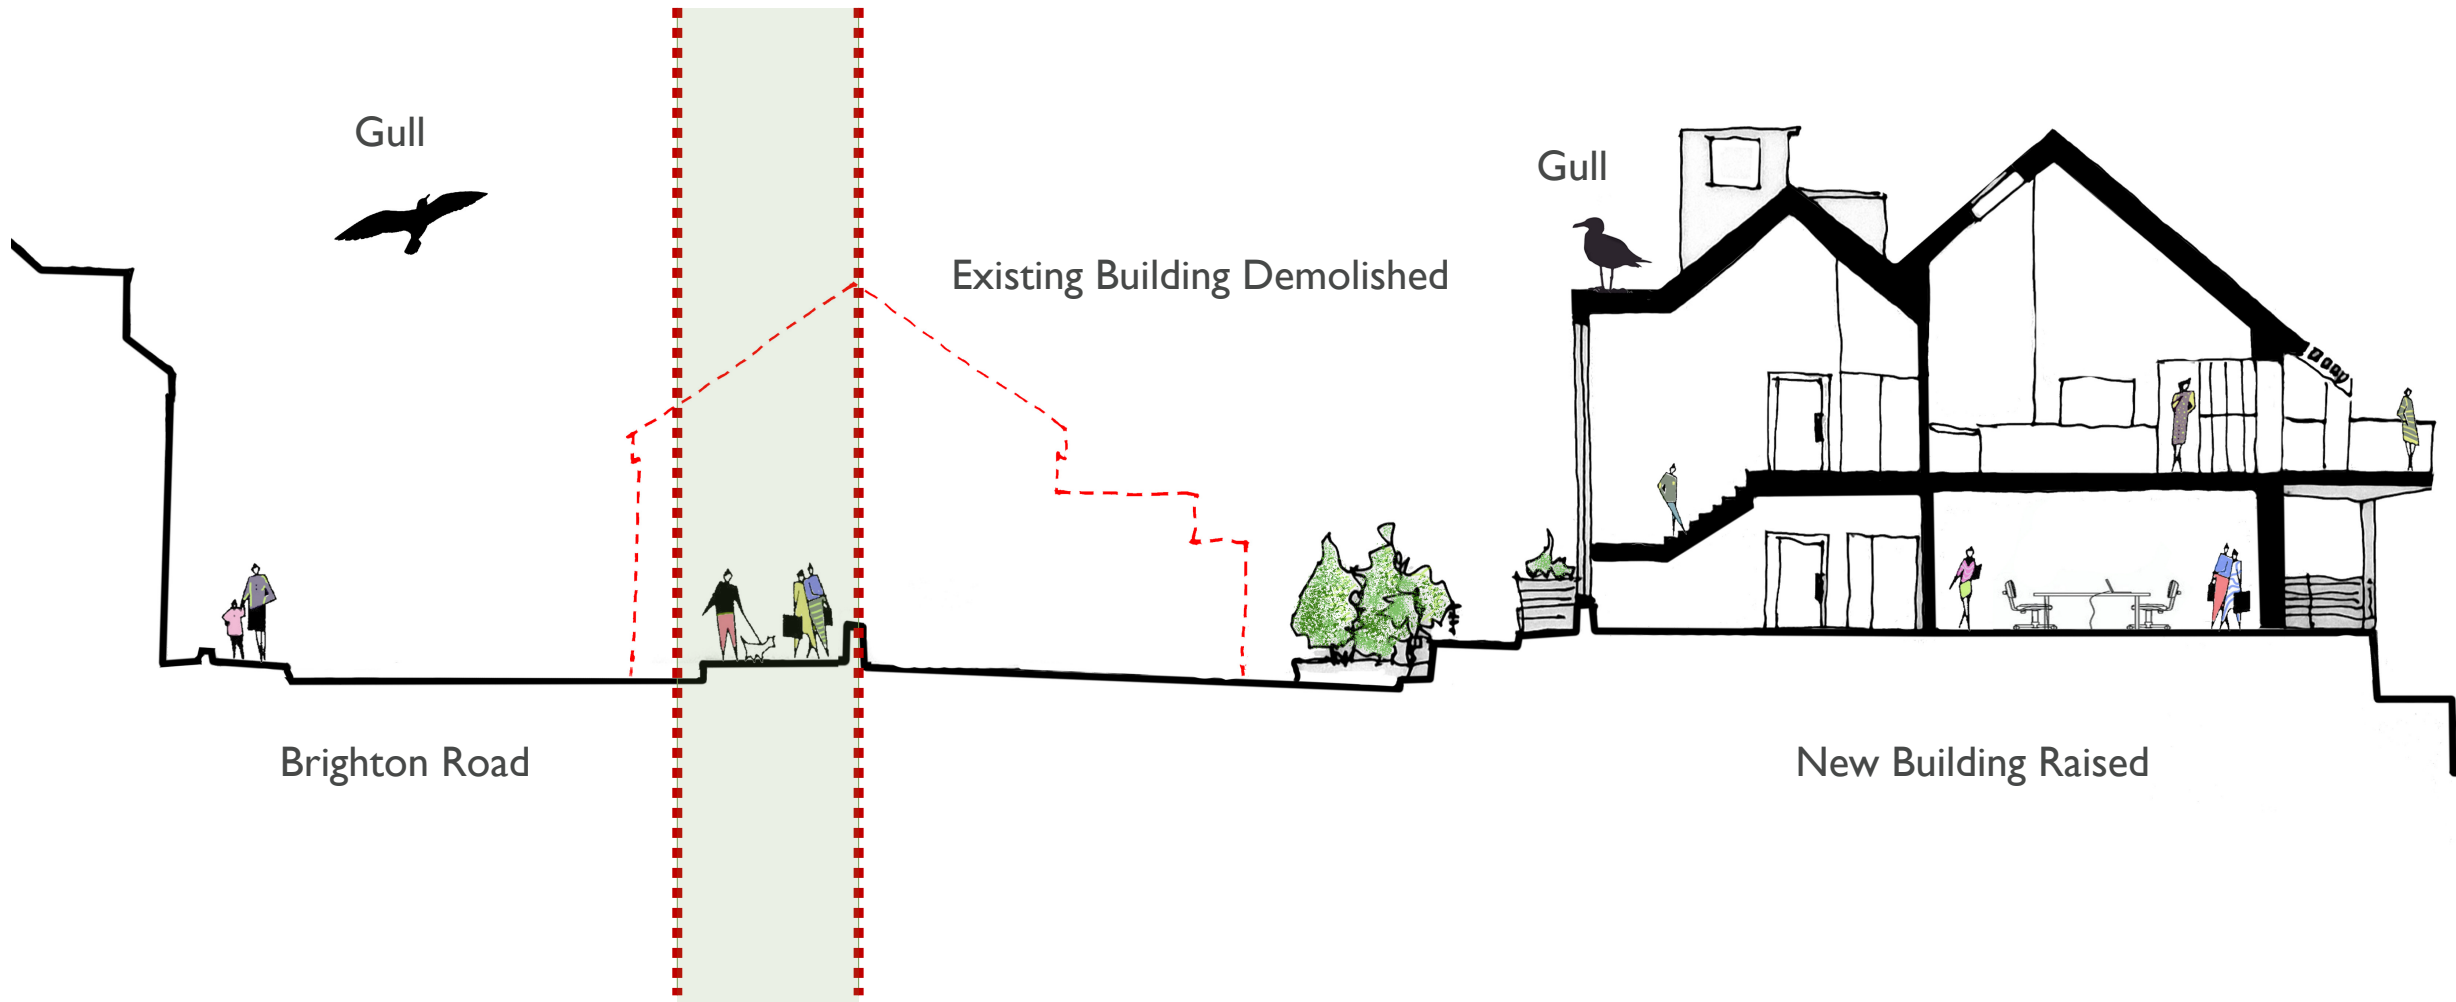 Gull
Gull
Existing Building Demolished
Brighton Road
New Building Raised